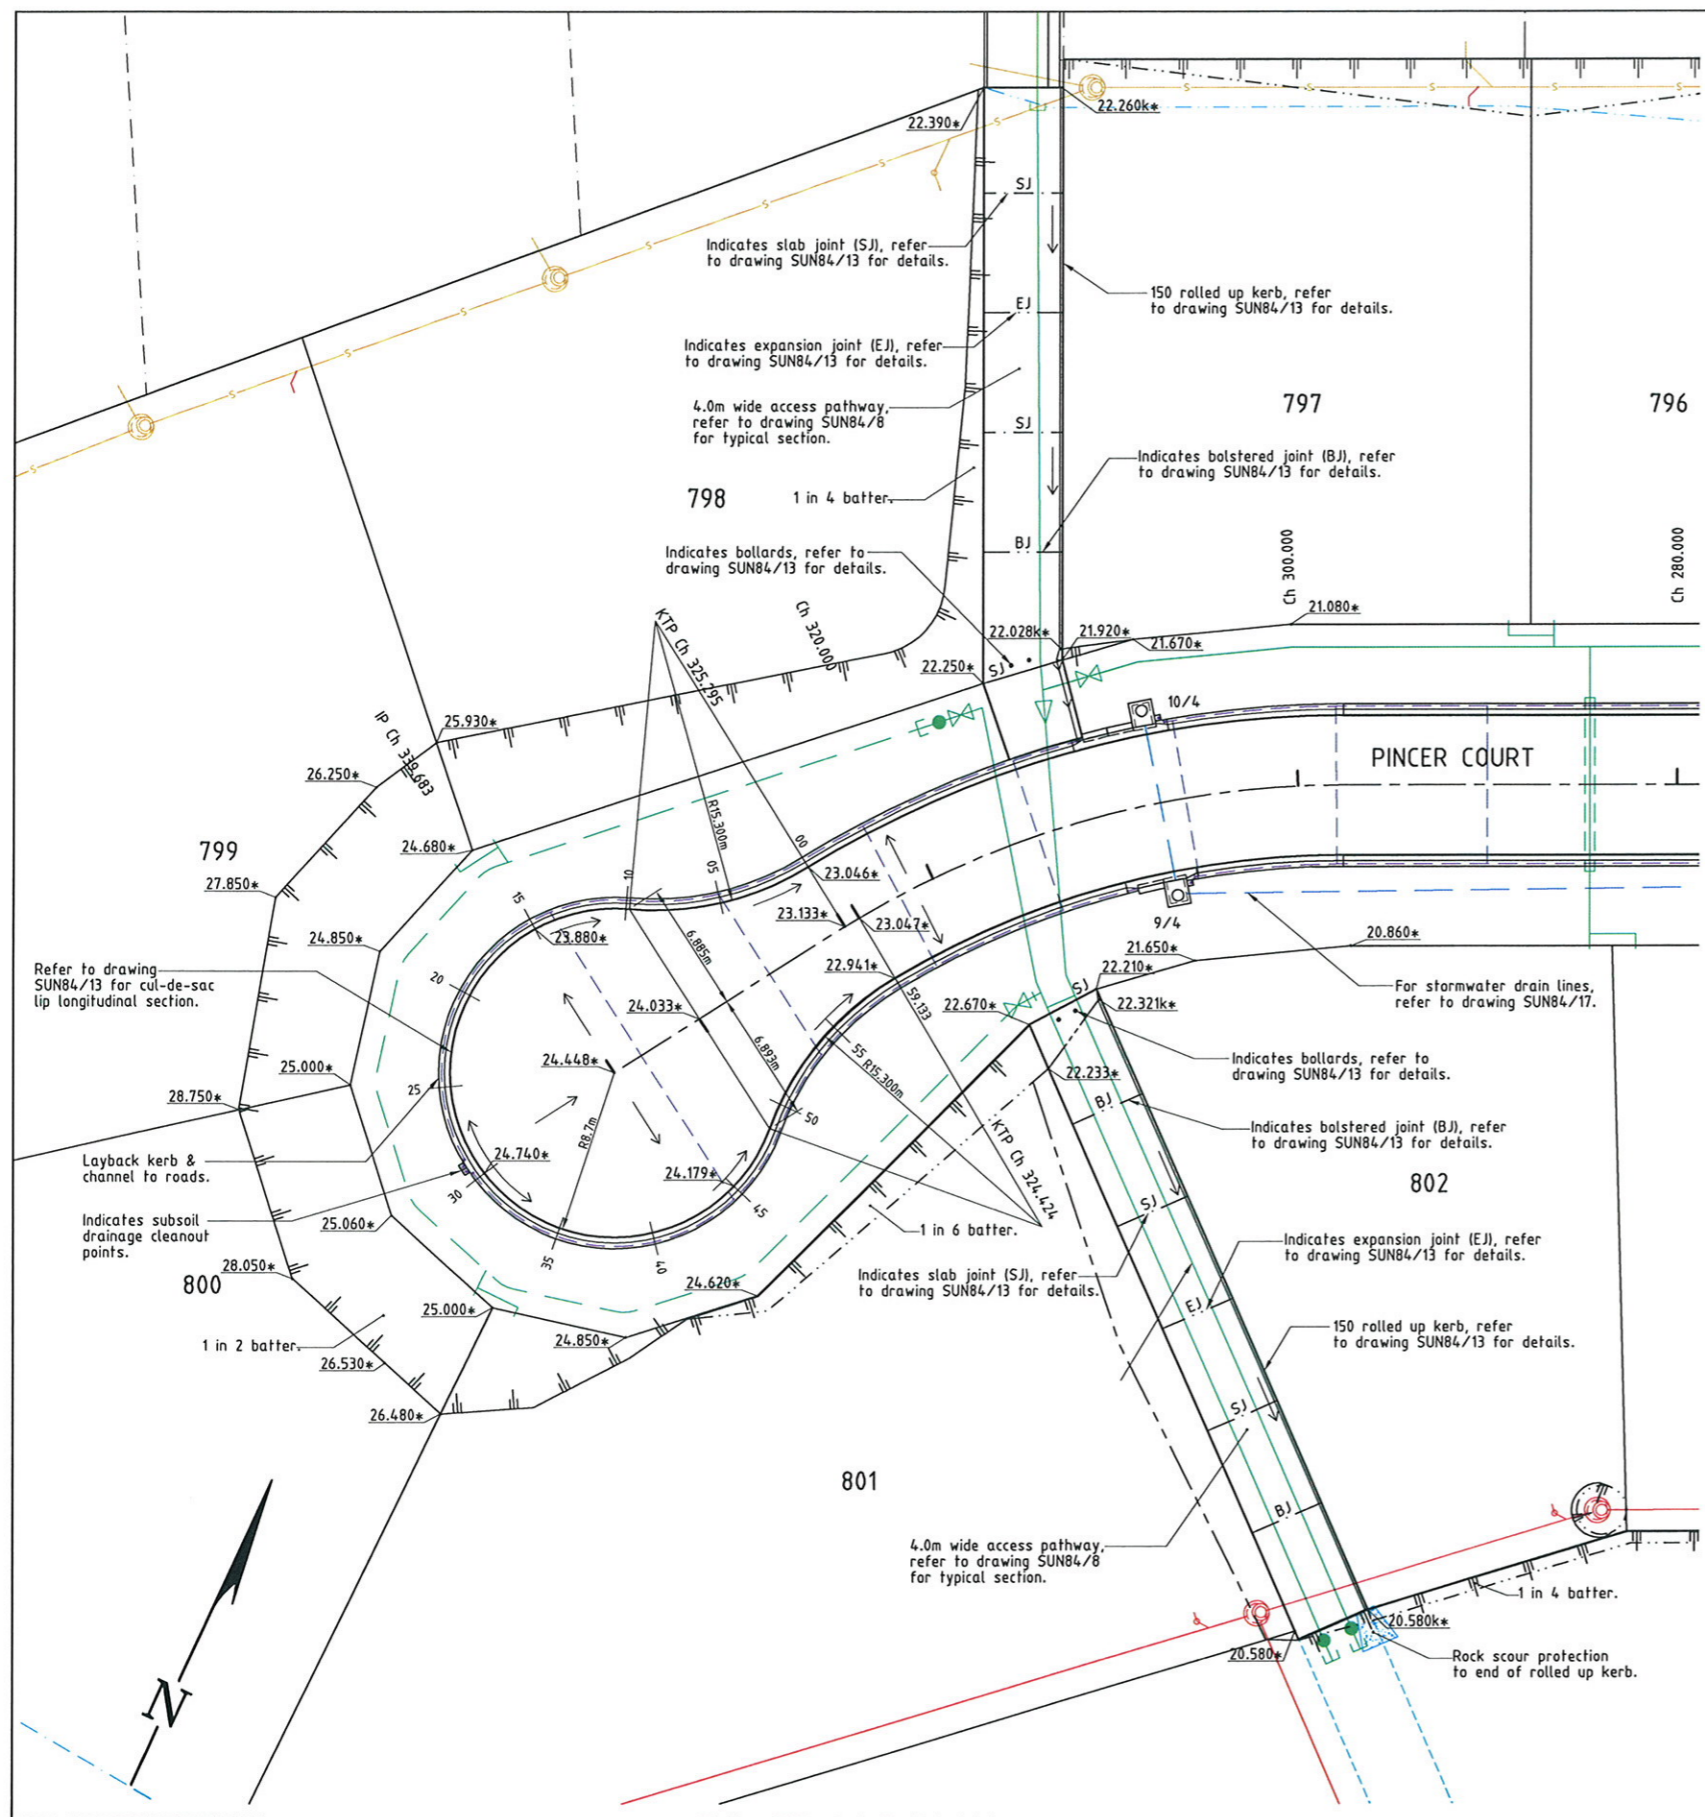 22.390*
22.260k*
SJ
Indicates slab joint (SJ), refer
to drawing SUN84/13 for details.
150 rolled up kerb, refer
to drawing SUN84/13 for details.
EJ
Indicates expansion joint (EJ), refer
to drawing SUN84/13 for details.
4.0m wide access pathway,
refer to drawing SUN84/8
for typical section.
797
796
SJ
Indicates bolstered joint (BJ), refer
to drawing SUN84/13 for details.
798
1 in 4 batter.
BJ
Indicates bollards, refer to
drawing SUN84/13 for details.
Ch 300.000
Ch 280.000
KTP Ch 325.295
Ch 320.000
21.080*
22.028k*
21.920*
21.670*
22.250*
SJ
IP Ch 339.683
25.930*
10/4
PINCER COURT
26.250*
R15.300m
799
24.680*
00
05
10
15
23.046*
27.850*
23.133*
23.047*
23.880*
6.885m
9/4
24.850*
20.860*
21.650*
22.210*
Refer to drawing
SUN84/13 for cul-de-sac
lip longitudinal section.
20
22.941*
59.133
SJ
For stormwater drain lines,
refer to drawing SUN84/17.
24.033*
22.670*
22.321k*
6.893m
55
R15.300m
Indicates bollards, refer to
drawing SUN84/13 for details.
24.448*
22.233*
25.000*
25
28.750*
50
BJ
R8.7m
KTP Ch 324.424
Indicates bolstered joint (BJ), refer
to drawing SUN84/13 for details.
Layback kerb &
channel to roads.
24.740*
24.179*
802
30
SJ
45
Indicates subsoil
drainage cleanout
points.
25.060*
1 in 6 batter.
35
40
Indicates expansion joint (EJ), refer
to drawing SUN84/13 for details.
28.050*
800
24.620*
Indicates slab joint (SJ), refer
to drawing SUN84/13 for details.
EJ
25.000*
24.850*
150 rolled up kerb, refer
to drawing SUN84/13 for details.
1 in 2 batter.
26.530*
26.480*
SJ
801
BJ
4.0m wide access pathway,
refer to drawing SUN84/8
for typical section.
1 in 4 batter.
20.580k*
20.580*
Rock scour protection
to end of rolled up kerb.
N
S
S
S
S
S
S
S
S
S
S
S